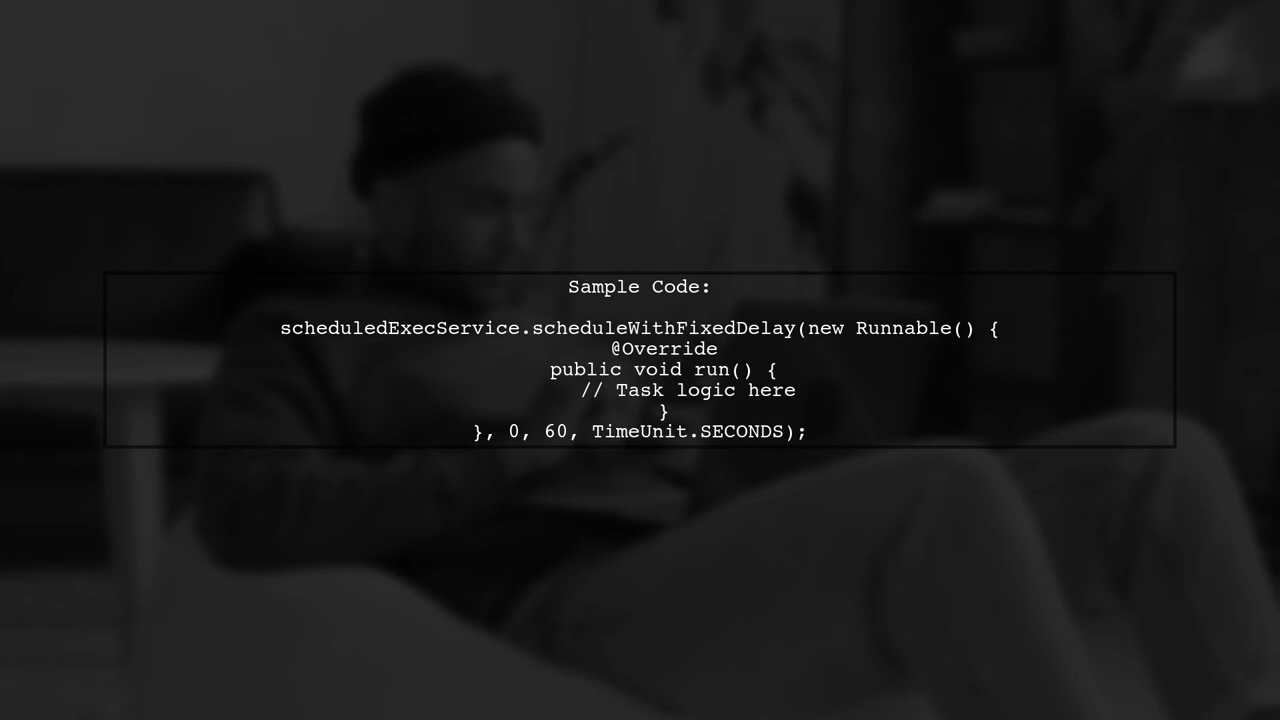 Sample Code:
scheduledExecService.scheduleWithFixedDelay(new Runnable() {
@Override
public void run() {
// Task logic here
}
}, 0, 60, TimeUnit.SECONDS);